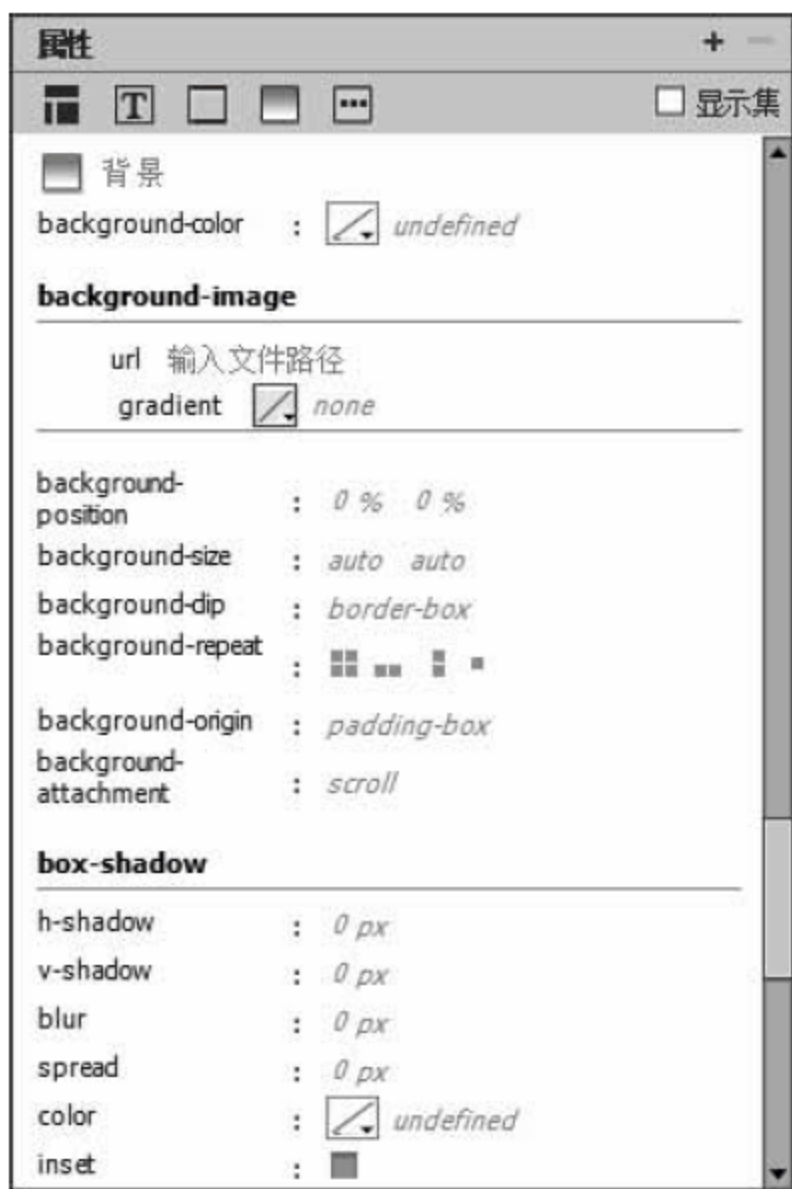 属性
T
显示集
背景
background-color : undefined
background-image
url 输入文件路径
gradient none
background-
position : 0 % 0 %
background-size : auto auto
background-dip : border-box
background-repeat :
background-origin : padding-box
background-
attachment : scroll
box-shadow
h-shadow : 0 px
v-shadow : 0 px
blur : 0 px
spread : 0 px
color : undefined
inset :